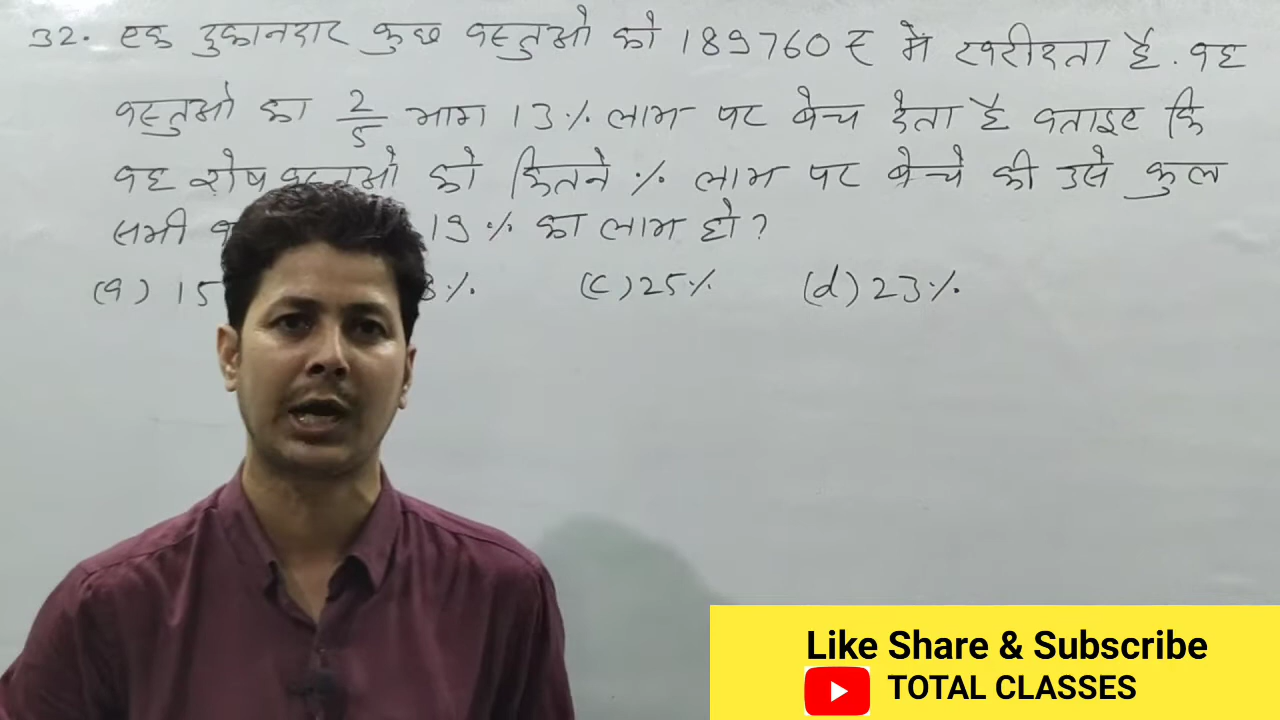 32. एक दुकानदार कुछ वस्तुओ को 189760 ₹ मे खरीदता है. वह
वस्तुओ का 2/5 भाग 13% लाभ पर बेच देता है बताइए कि
वह शेष वस्तुओ को कितने % लाभ पर बेच्चे की उसे कुल
सभी 19% का लाभ हो?
(a) 15 8% (c) 25% (d) 23%
Like Share & Subscribe
TOTAL CLASSES